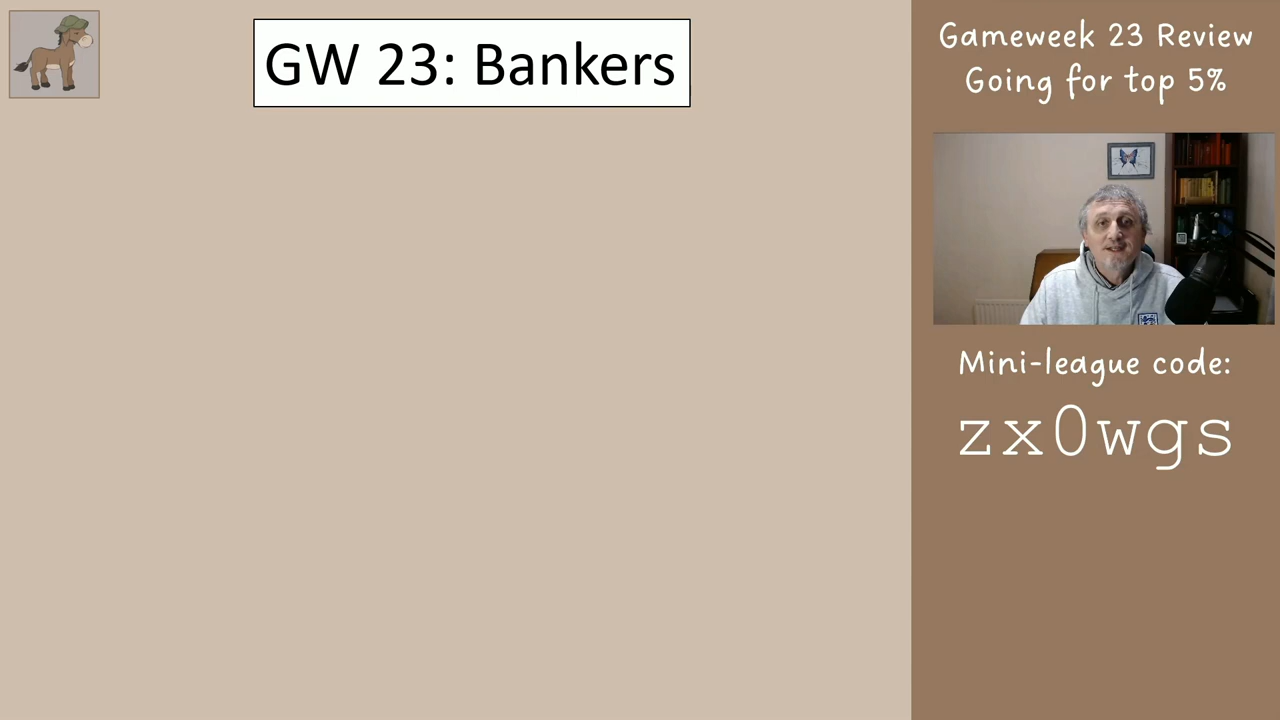 GW 23: Bankers
Gameweek 23 Review
Going for top 5%
Mini-league code:
zx0wgs